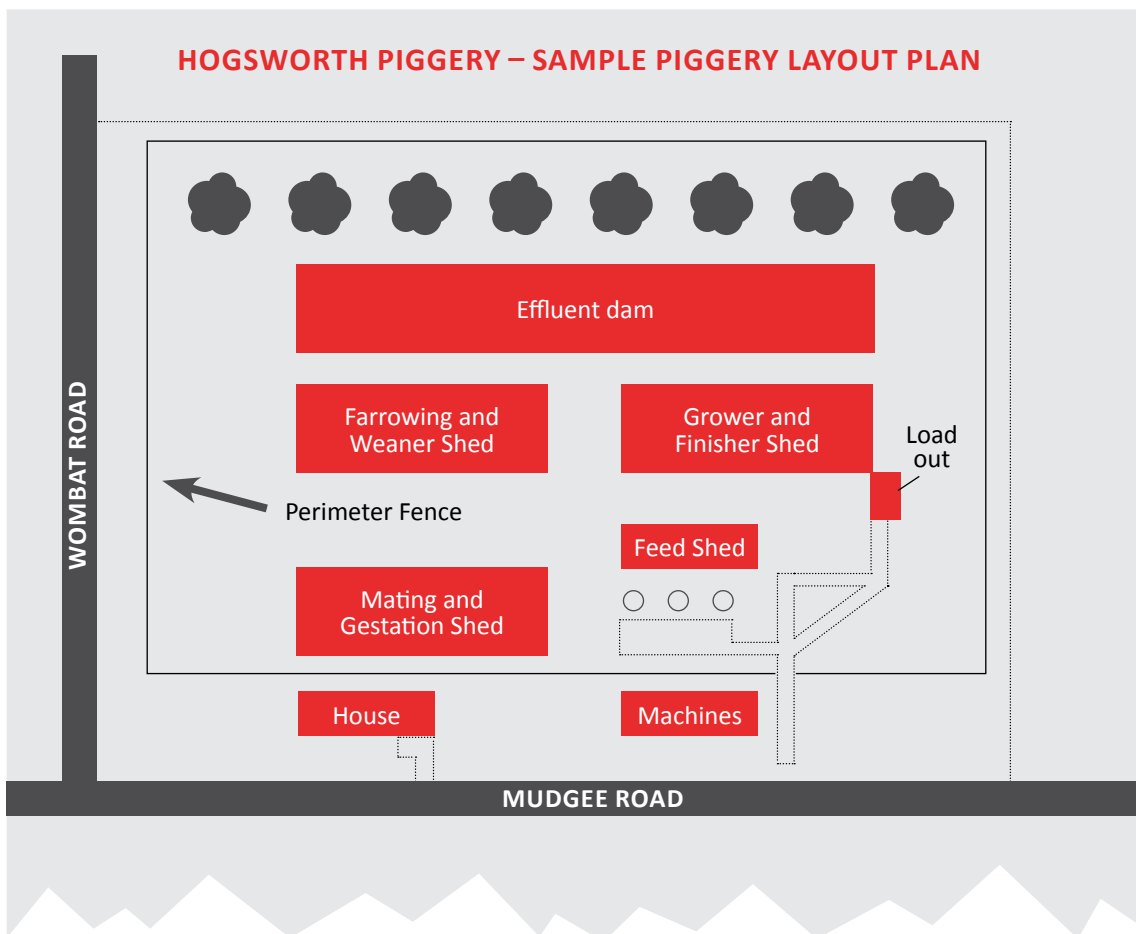 HOGSWORTH PIGGERY – SAMPLE PIGGERY LAYOUT PLAN
Effluent dam
Farrowing and
Weaner Shed
Grower and
Finisher Shed
Load
out
WOMBAT ROAD
Perimeter Fence
Feed Shed
Mating and
Gestation Shed
House
Machines
MUDGEE ROAD